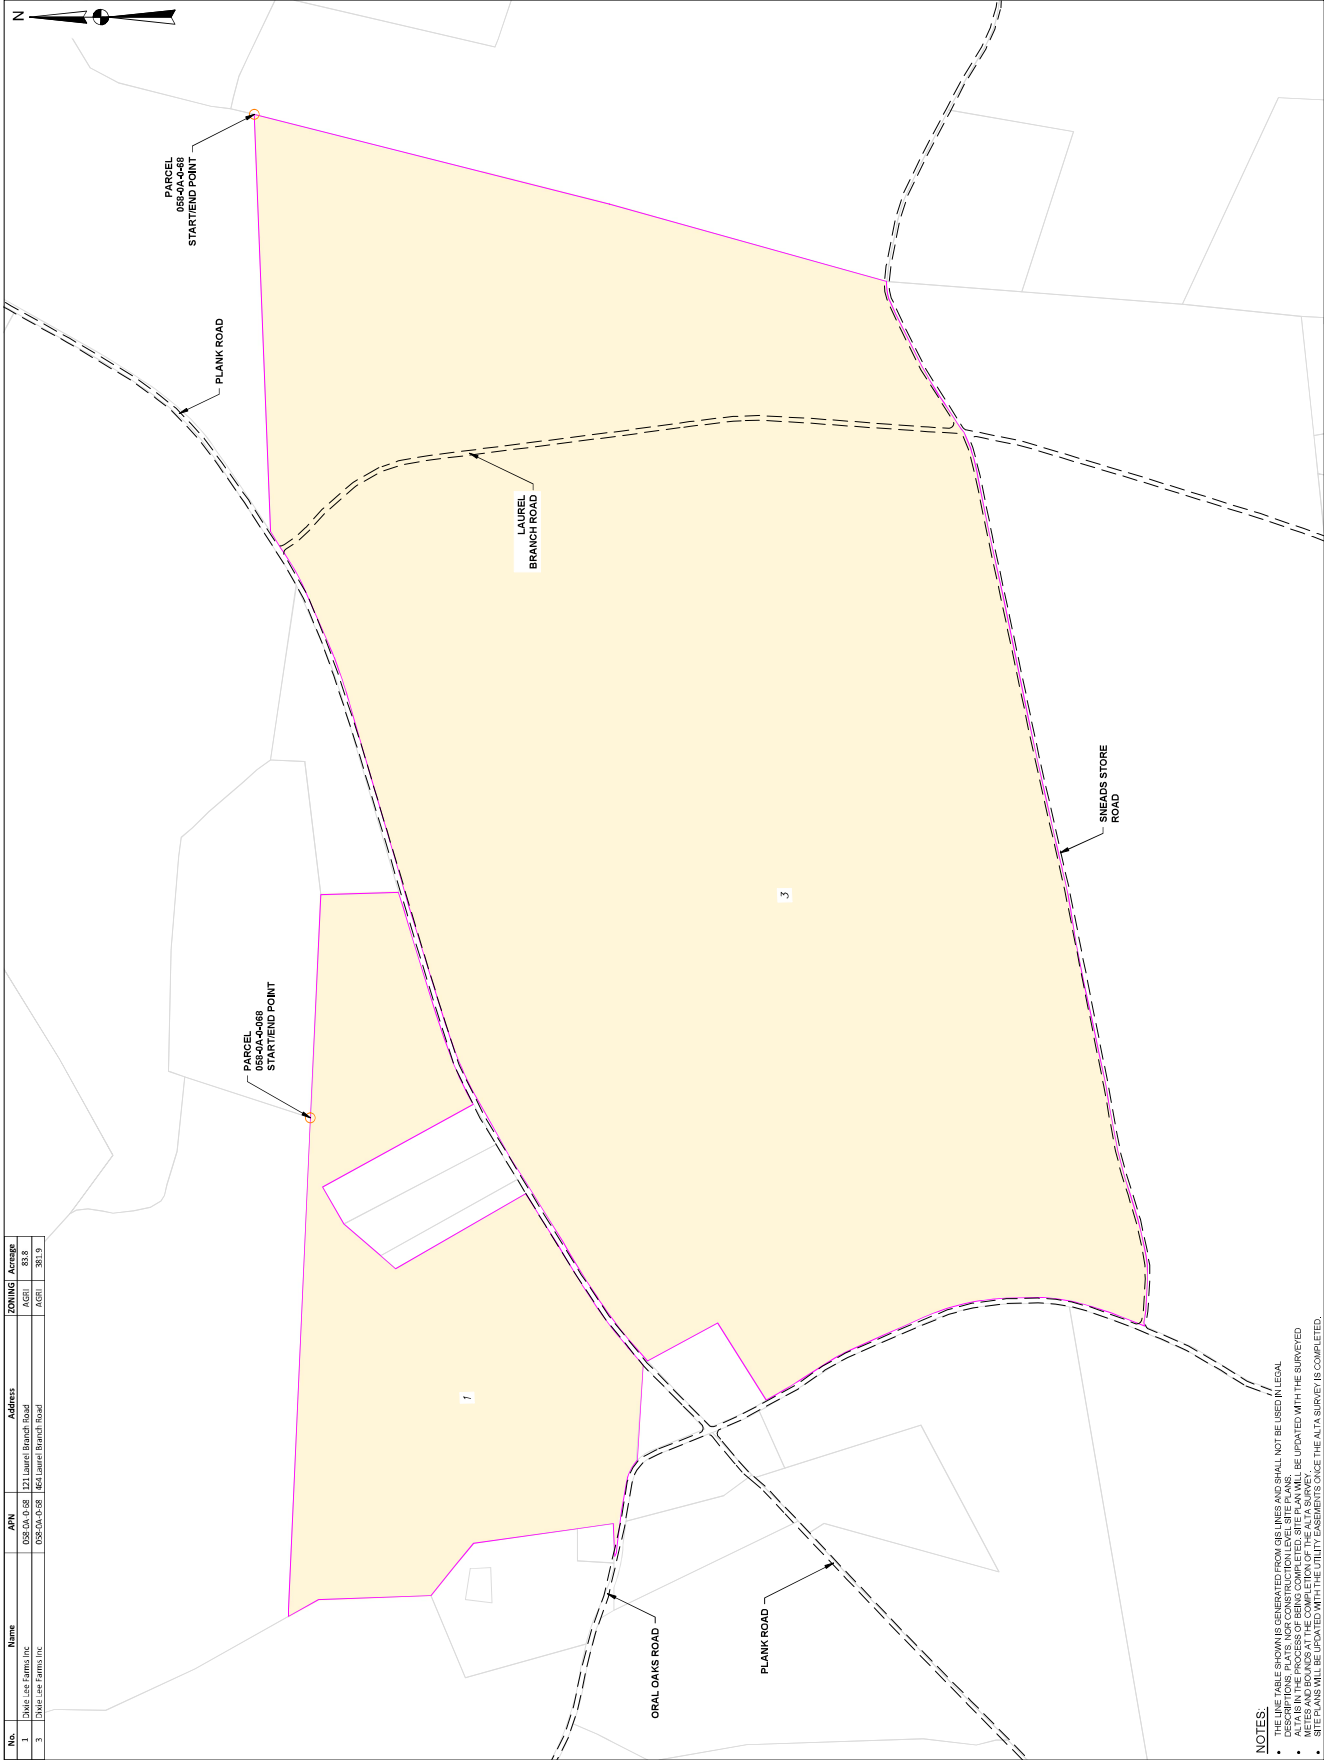 No. Name APN Address ZONING Acreage
1 Dixie Lee Farms Inc 058-0A-0-68 121 Laurel Branch Road AGRI 83.8
3 Dixie Lee Farms Inc 058-0A-0-68 464 Laurel Branch Road AGRI 381.9
N
PARCEL
058-0A-0-68
START/END POINT
PLANK ROAD
LAUREL
BRANCH ROAD
PARCEL
058-0A-0-068
START/END POINT
3
SNEADS STORE
ROAD
1
ORAL OAKS ROAD
PLANK ROAD
NOTES:
• THE LINE TABLE SHOWN IS GENERATED FROM GIS LINES AND SHALL NOT BE USED IN LEGAL
DESCRIPTIONS, PLATS, NOR CONSTRUCTION LEVEL SITE PLANS.
• ALTA IS IN THE PROCESS OF BEING COMPLETED. SITE PLAN WILL BE UPDATED WITH THE SURVEYED
METES AND BOUNDS AT THE COMPLETION OF THE ALTA SURVEY.
• SITE PLANS WILL BE UPDATED WITH THE UTILITY EASEMENTS ONCE THE ALTA SURVEY IS COMPLETED.